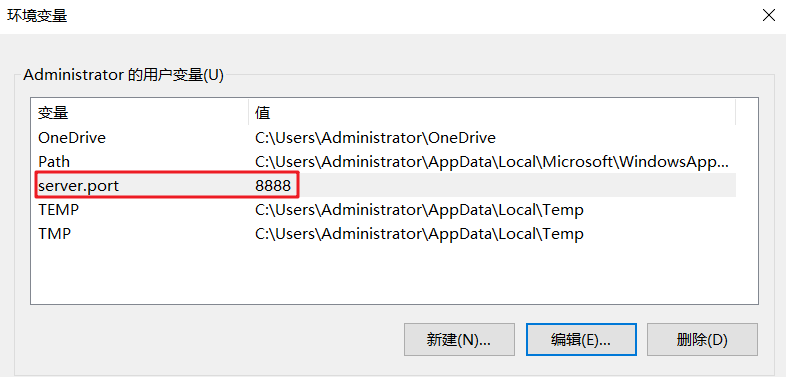 环境变量
Administrator 的用户变量(U)
变量 值
OneDrive C:\Users\Administrator\OneDrive
Path C:\Users\Administrator\AppData\Local\Microsoft\WindowsApp...
server.port 8888
TEMP C:\Users\Administrator\AppData\Local\Temp
TMP C:\Users\Administrator\AppData\Local\Temp
新建(N)... 编辑(E)... 删除(D)